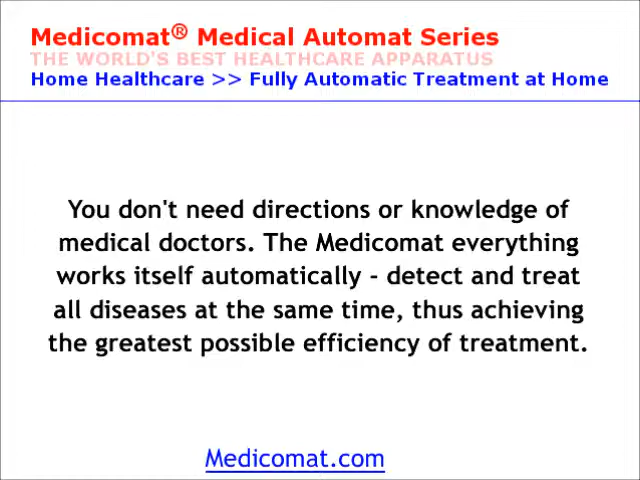 Medicomat® Medical Automat Series
THE WORLD'S BEST HEALTHCARE APPARATUS
Home Healthcare >> Fully Automatic Treatment at Home
You don't need directions or knowledge of
medical doctors. The Medicomat everything
works itself automatically - detect and treat
all diseases at the same time, thus achieving
the greatest possible efficiency of treatment.
Medicomat.com